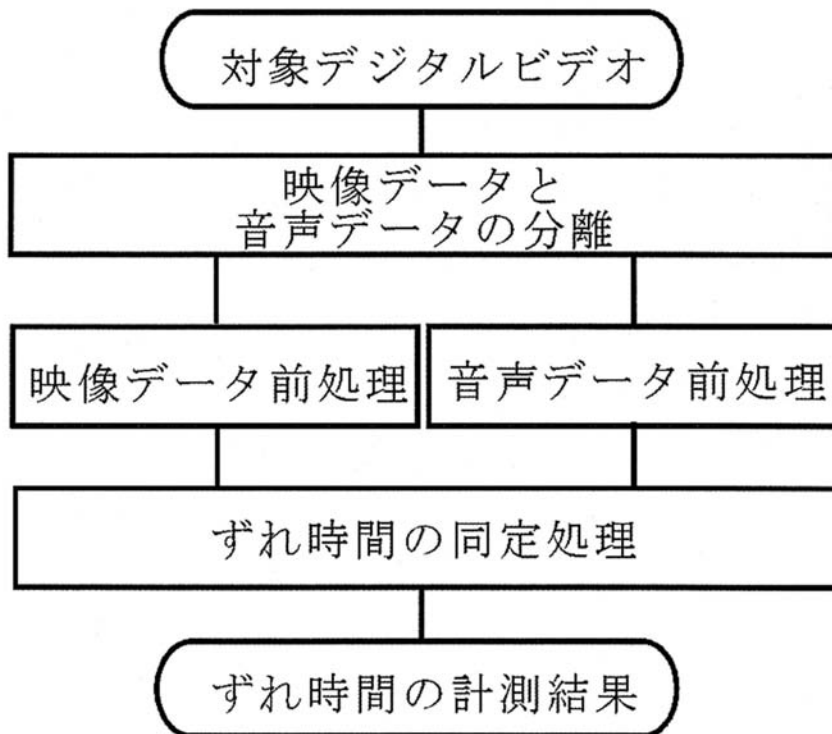 対象デジタルビデオ
映像データと
音声データの分離
映像データ前処理
音声データ前処理
ずれ時間の同定処理
ずれ時間の計測結果